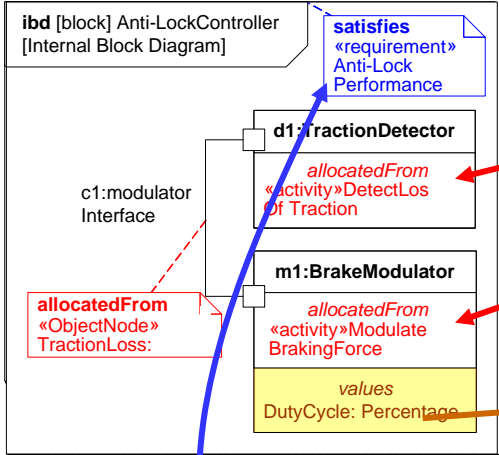 ibd [block] Anti-LockController
[Internal Block Diagram]
satisfies
«requirement»
Anti-Lock
Performance
d1:TractionDetector
allocatedFrom
«activity»DetectLos
Of Traction
c1:modulator
Interface
m1:BrakeModulator
allocatedFrom
«activity»Modulate
BrakingForce
allocatedFrom
«ObjectNode»
TractionLoss:
values
DutyCycle: Percentage